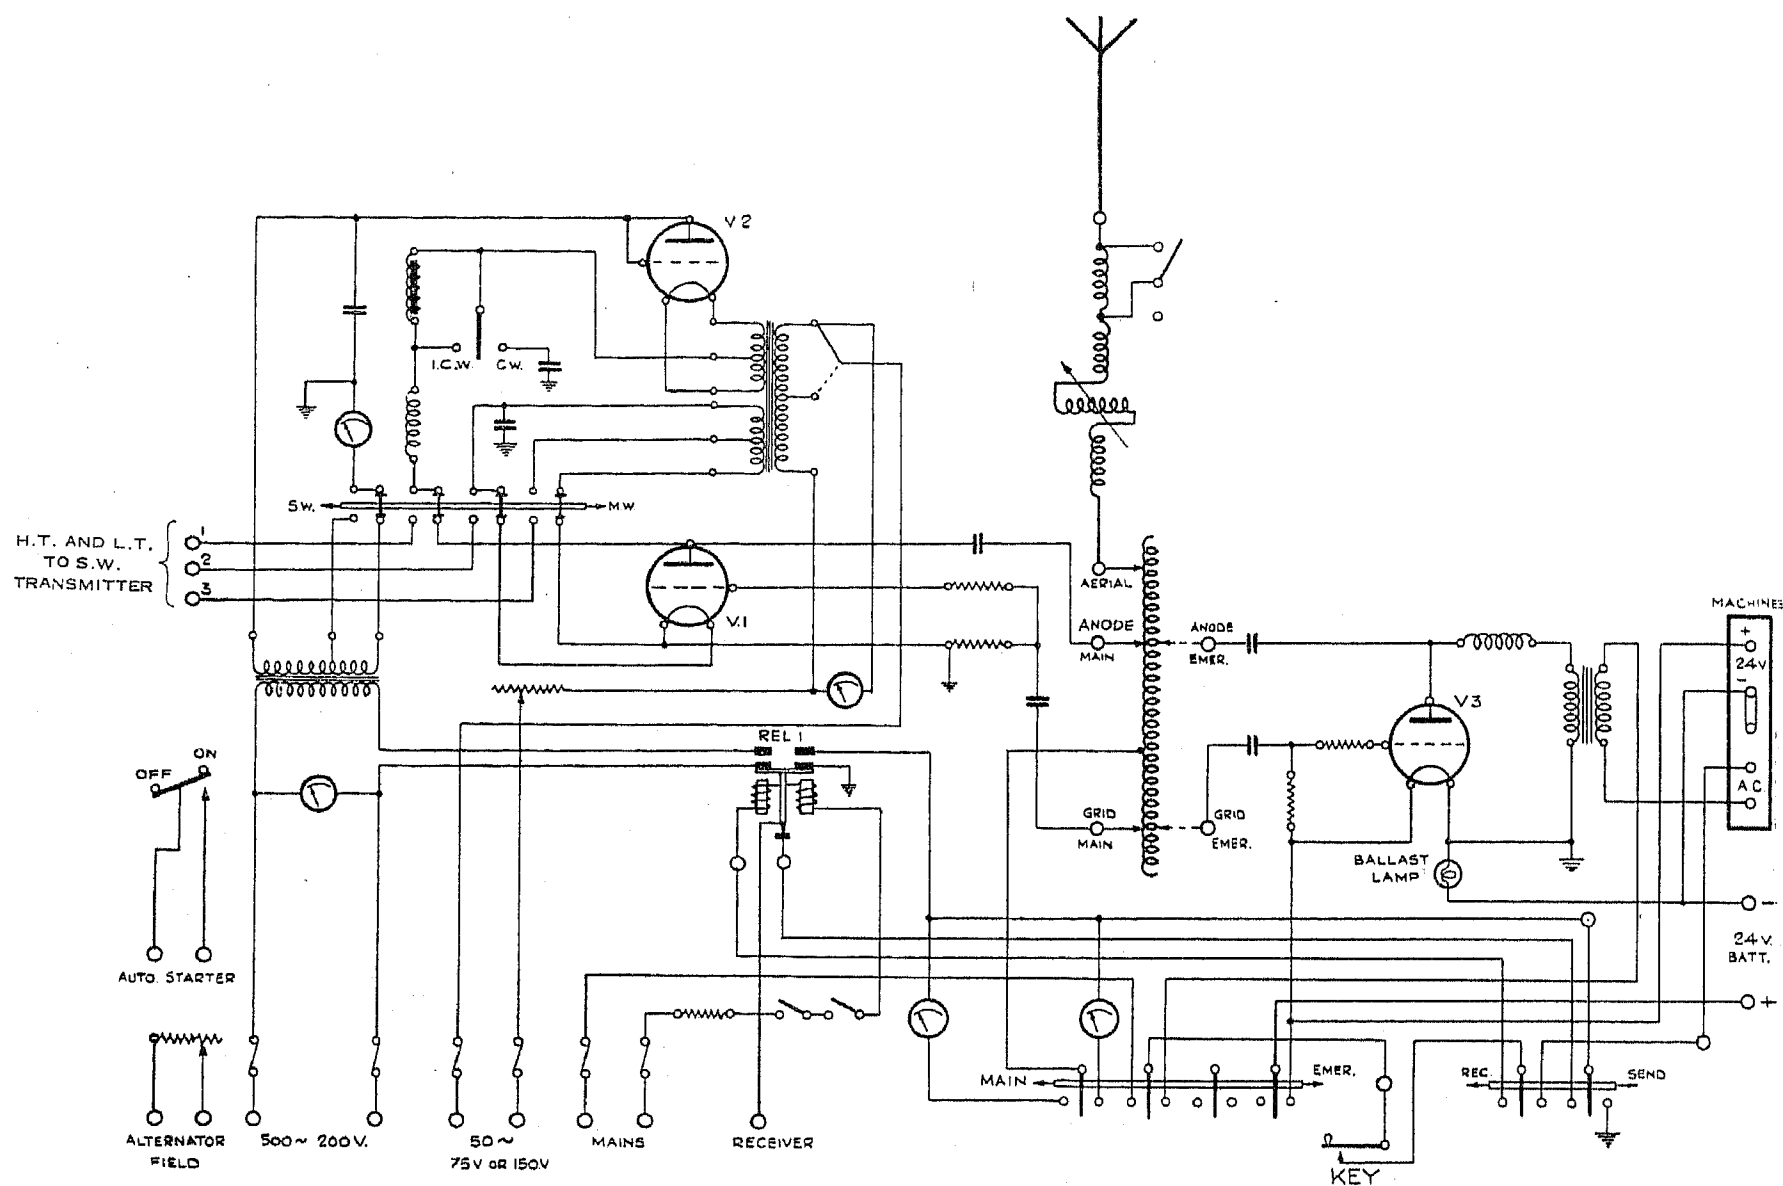 V2
I.C.W.
C.W.
S.W.
M.W
H.T. AND L.T.
TO S.W.
TRANSMITTER
1
2
3
V.1
AERIAL
ANODE
MAIN
ANODE
EMER.
MACHINES
+
24V
-
A.C.
V3
REL 1
ON
OFF
GRID
MAIN
GRID
EMER.
BALLAST
LAMP
-
24 V.
BATT.
+
AUTO. STARTER
MAIN
EMER.
REC.
SEND
ALTERNATOR
FIELD
500~ 200V.
50~
75V OR 150V
MAINS
RECEIVER
KEY